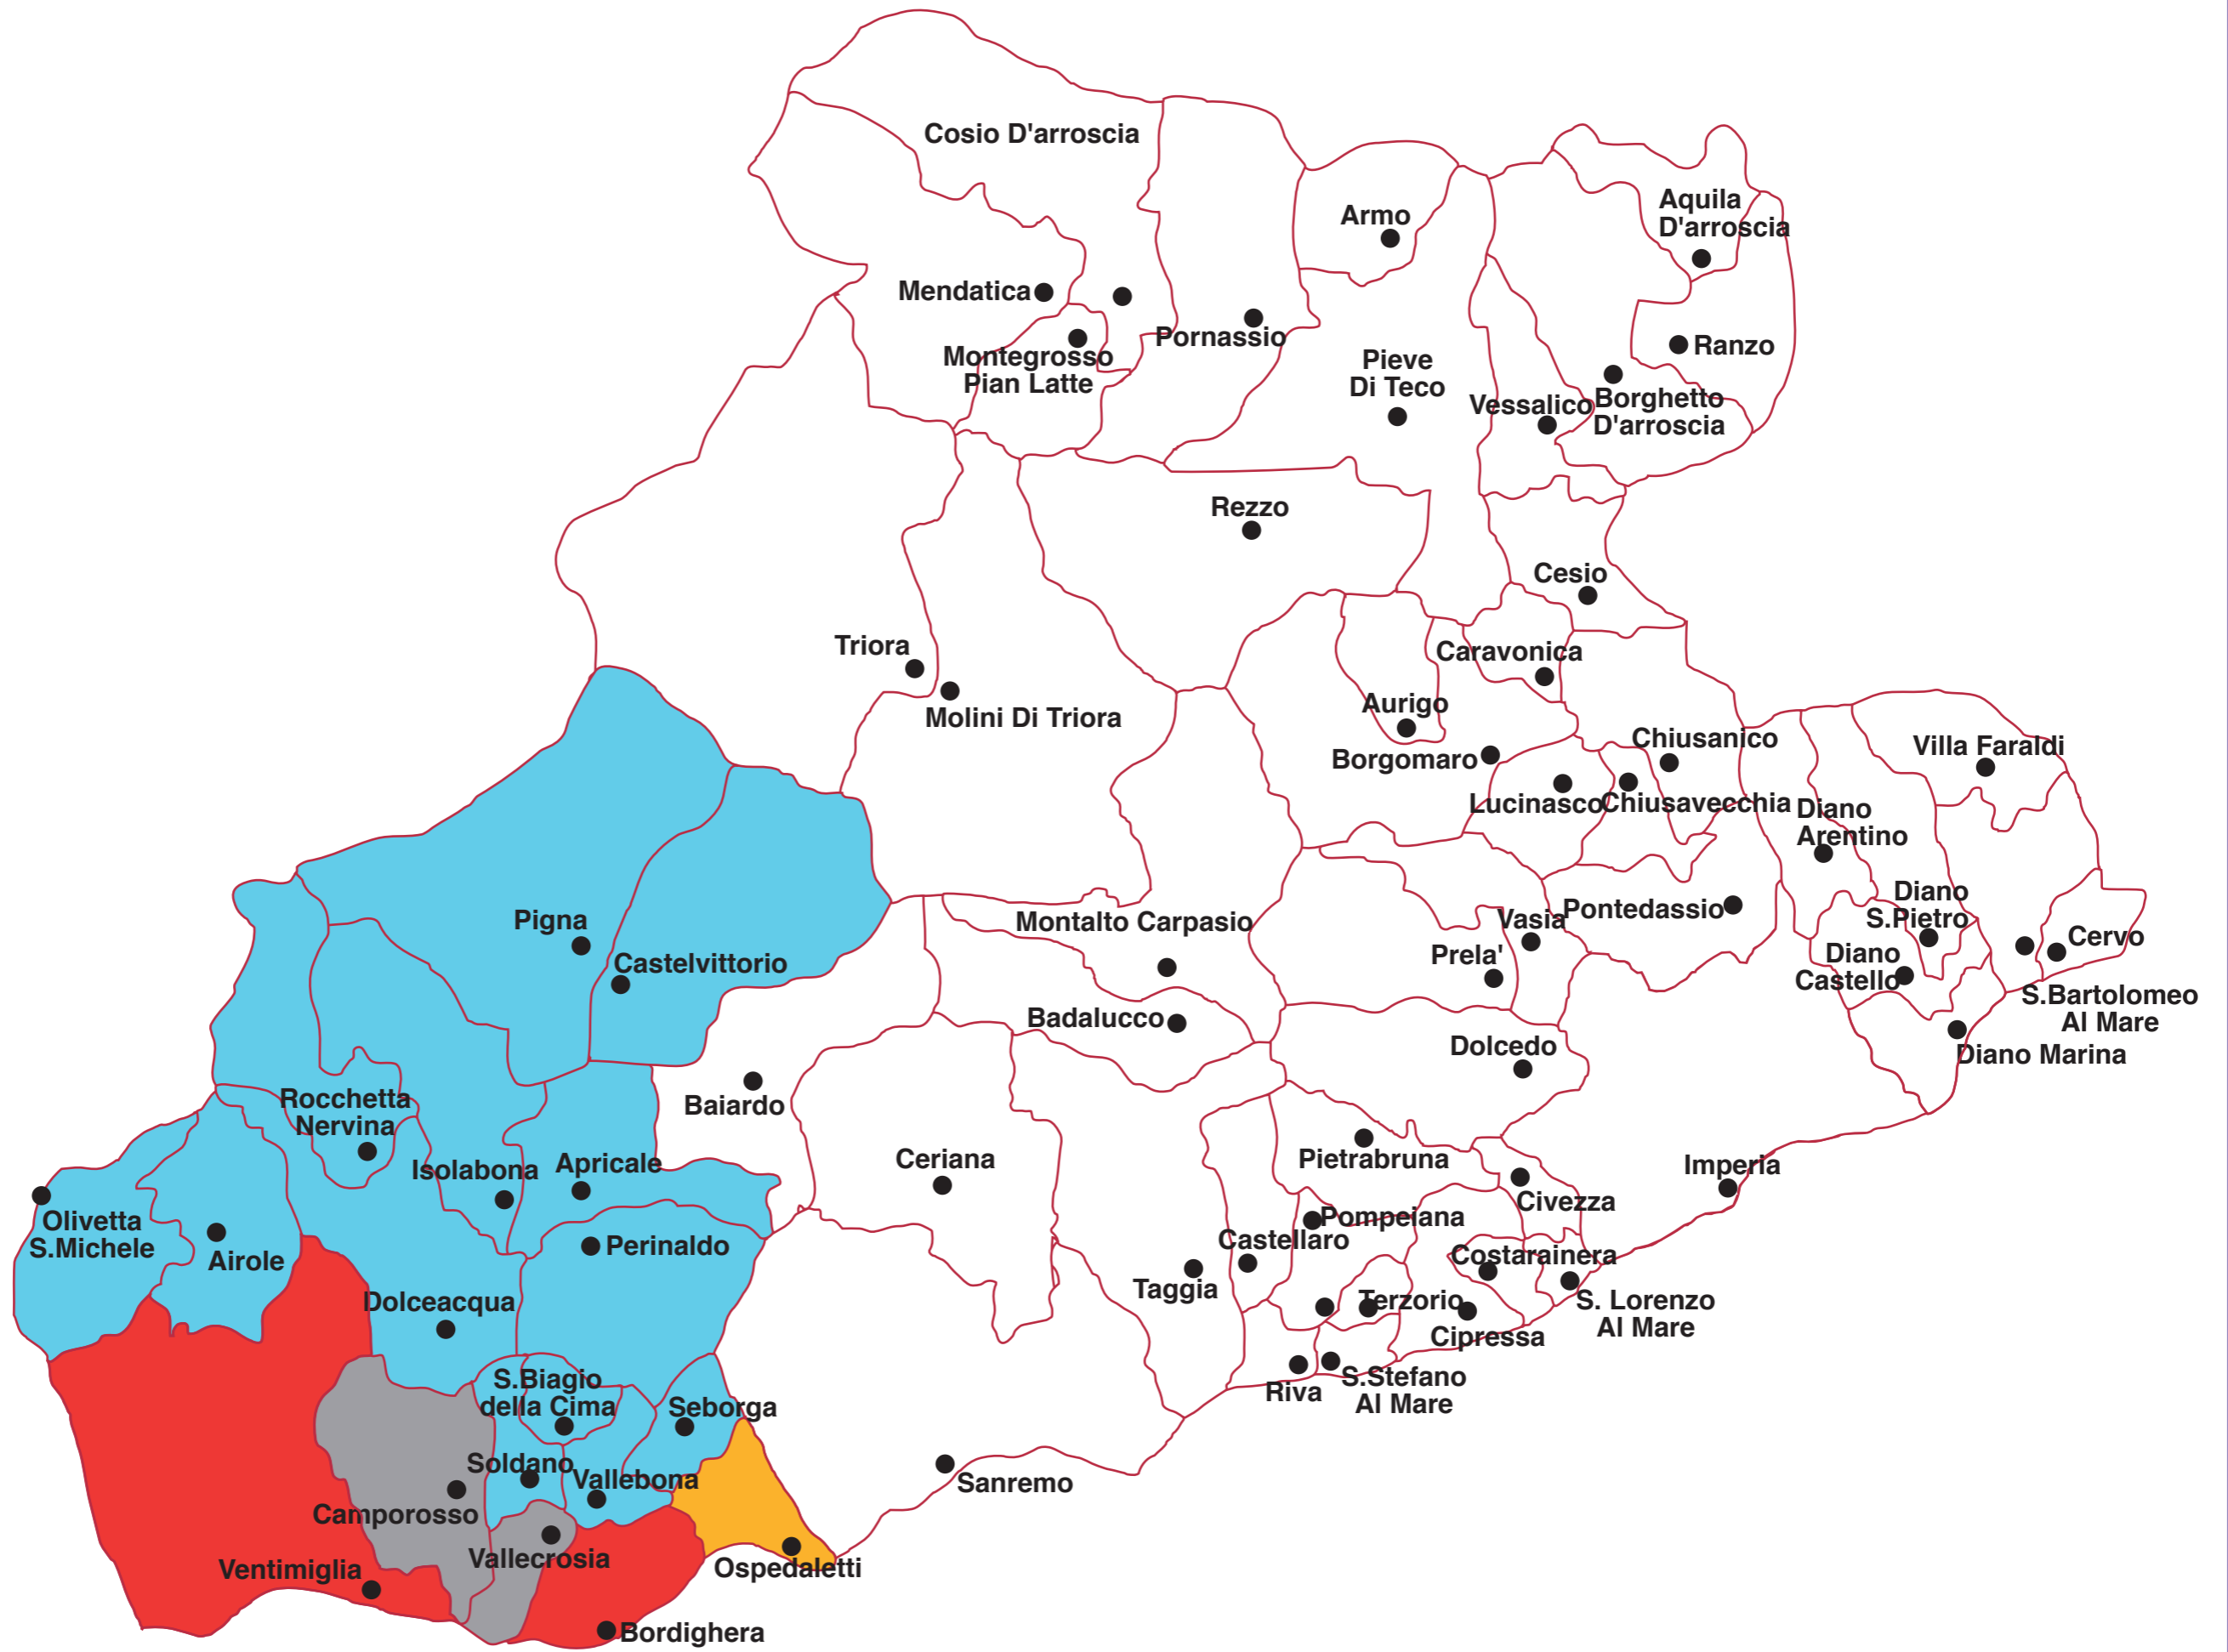 Cosio D'arroscia
Aquila
D'arroscia
Armo
Mendatica
Pornassio
Montegrosso
Pian Latte
Ranzo
Pieve
Di Teco
Vessalico
Borghetto
D'arroscia
Rezzo
Cesio
Triora
Caravonica
Molini Di Triora
Aurigo
Chiusanico
Villa Faraldi
Borgomaro
Lucinasco
Chiusavecchia
Diano
Arentino
Diano
S.Pietro
Pigna
Montalto Carpasio
Vasia
Pontedassio
Cervo
Castelvittorio
Prela'
Diano
Castello
S.Bartolomeo
Al Mare
Badalucco
Dolcedo
Diano Marina
Rocchetta
Nervina
Baiardo
Isolabona
Apricale
Ceriana
Pietrabruna
Imperia
Civezza
Olivetta
S.Michele
Airole
Perinaldo
Pompeiana
Castellaro
Costarainera
Taggia
Dolceacqua
Terzorio
S. Lorenzo
Al Mare
Cipressa
S.Biagio
della Cima
Seborga
Riva
S.Stefano
Al Mare
Soldano
Vallebona
Sanremo
Camporosso
Vallecrosia
Ventimiglia
Ospedaletti
Bordighera